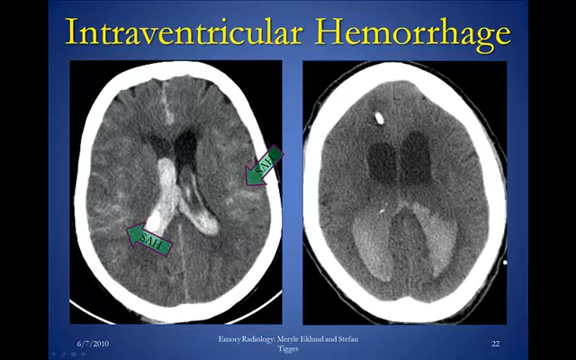 Intraventricular Hemorrhage
SAH
SAH
6/7/2010
Emory Radiology: Meryle Eklund and Stefan
Tigges
22